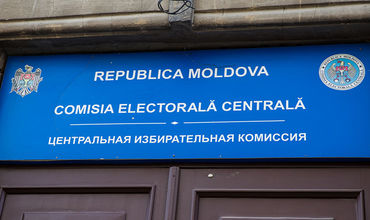 REPUBLICA MOLDOVA
COMISIA ELECTORALĂ CENTRALĂ
ЦЕНТРАЛЬНАЯ ИЗБИРАТЕЛЬНАЯ КОМИССИЯ